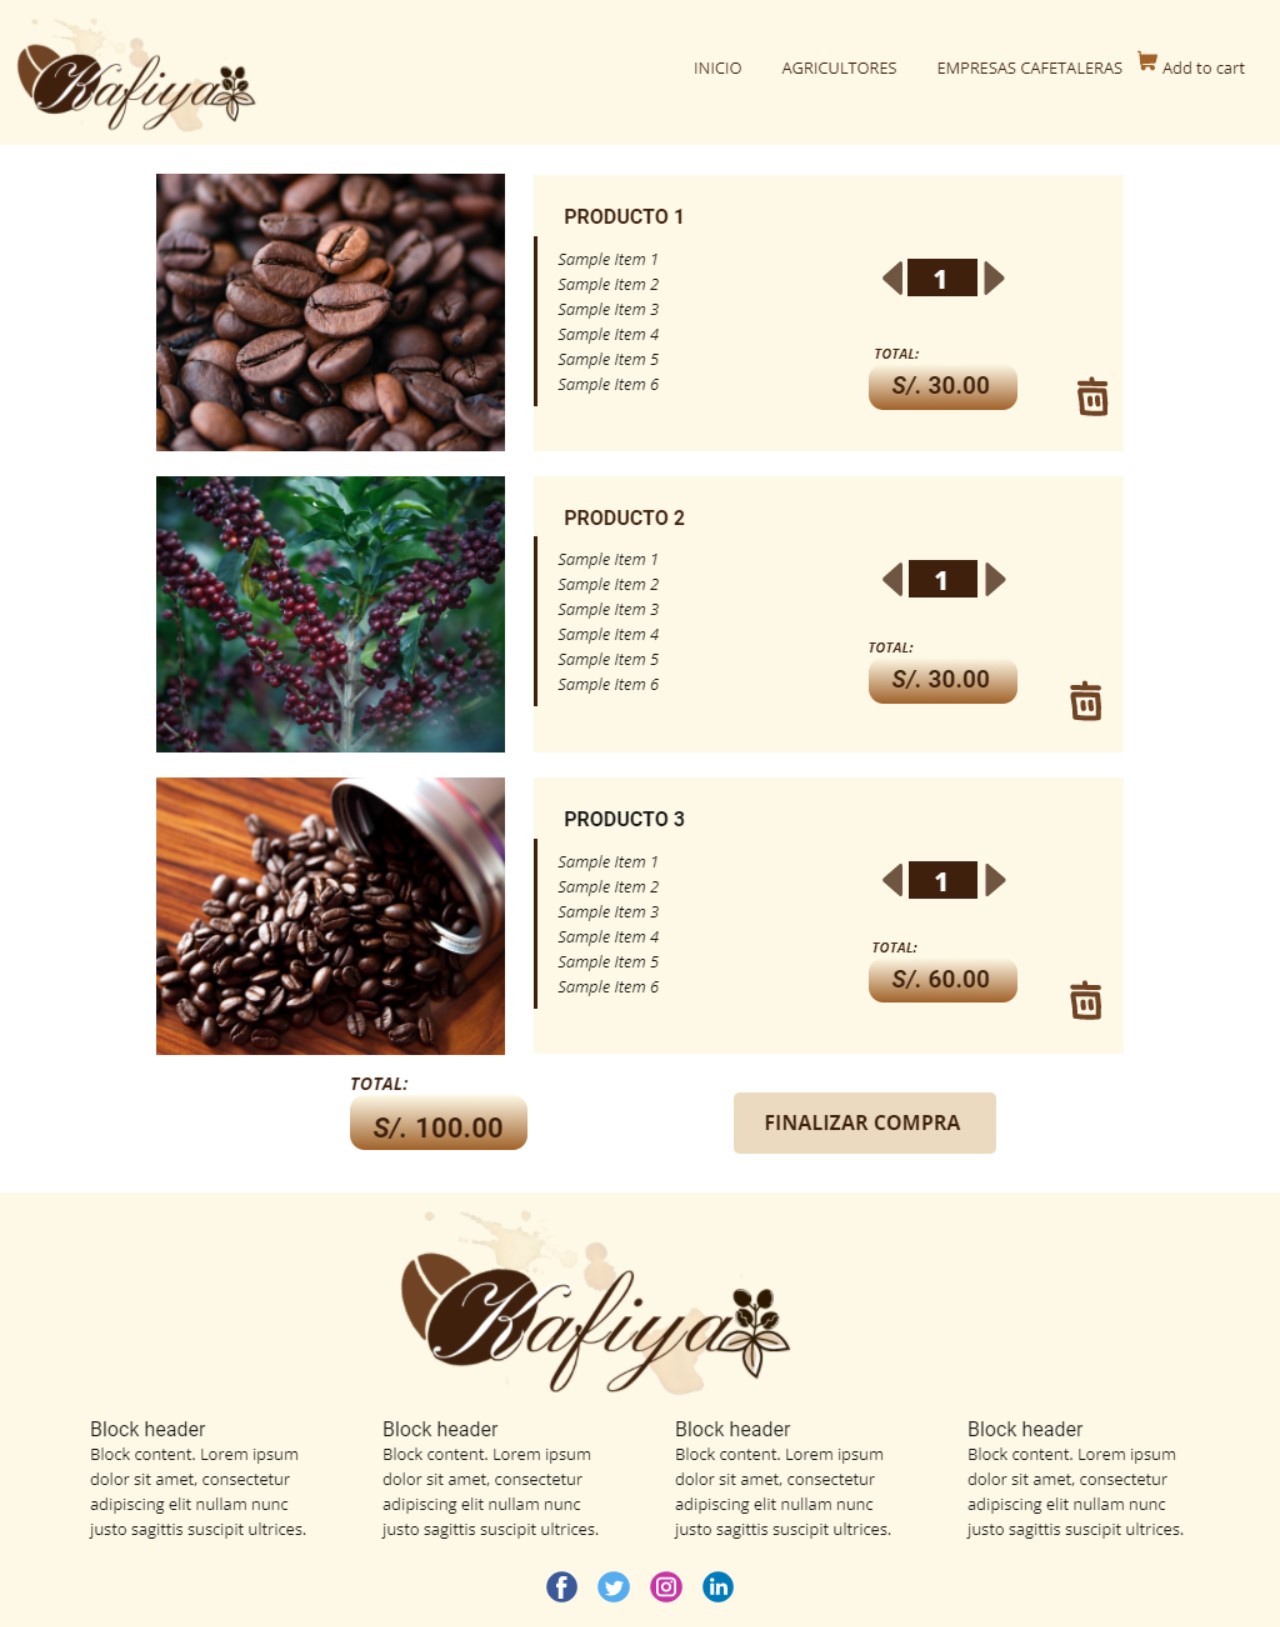 Kafiya
INICIO AGRICULTORES EMPRESAS CAFETALERAS Add to cart
PRODUCTO 1
Sample Item 1
Sample Item 2
Sample Item 3
Sample Item 4
Sample Item 5
Sample Item 6
1
TOTAL:
S/. 30.00
PRODUCTO 2
Sample Item 1
Sample Item 2
Sample Item 3
Sample Item 4
Sample Item 5
Sample Item 6
1
TOTAL:
S/. 30.00
PRODUCTO 3
Sample Item 1
Sample Item 2
Sample Item 3
Sample Item 4
Sample Item 5
Sample Item 6
1
TOTAL:
S/. 60.00
TOTAL:
S/. 100.00
FINALIZAR COMPRA
Kafiya
Block header
Block content. Lorem ipsum
dolor sit amet, consectetur
adipiscing elit nullam nunc
justo sagittis suscipit ultrices.
Block header
Block content. Lorem ipsum
dolor sit amet, consectetur
adipiscing elit nullam nunc
justo sagittis suscipit ultrices.
Block header
Block content. Lorem ipsum
dolor sit amet, consectetur
adipiscing elit nullam nunc
justo sagittis suscipit ultrices.
Block header
Block content. Lorem ipsum
dolor sit amet, consectetur
adipiscing elit nullam nunc
justo sagittis suscipit ultrices.